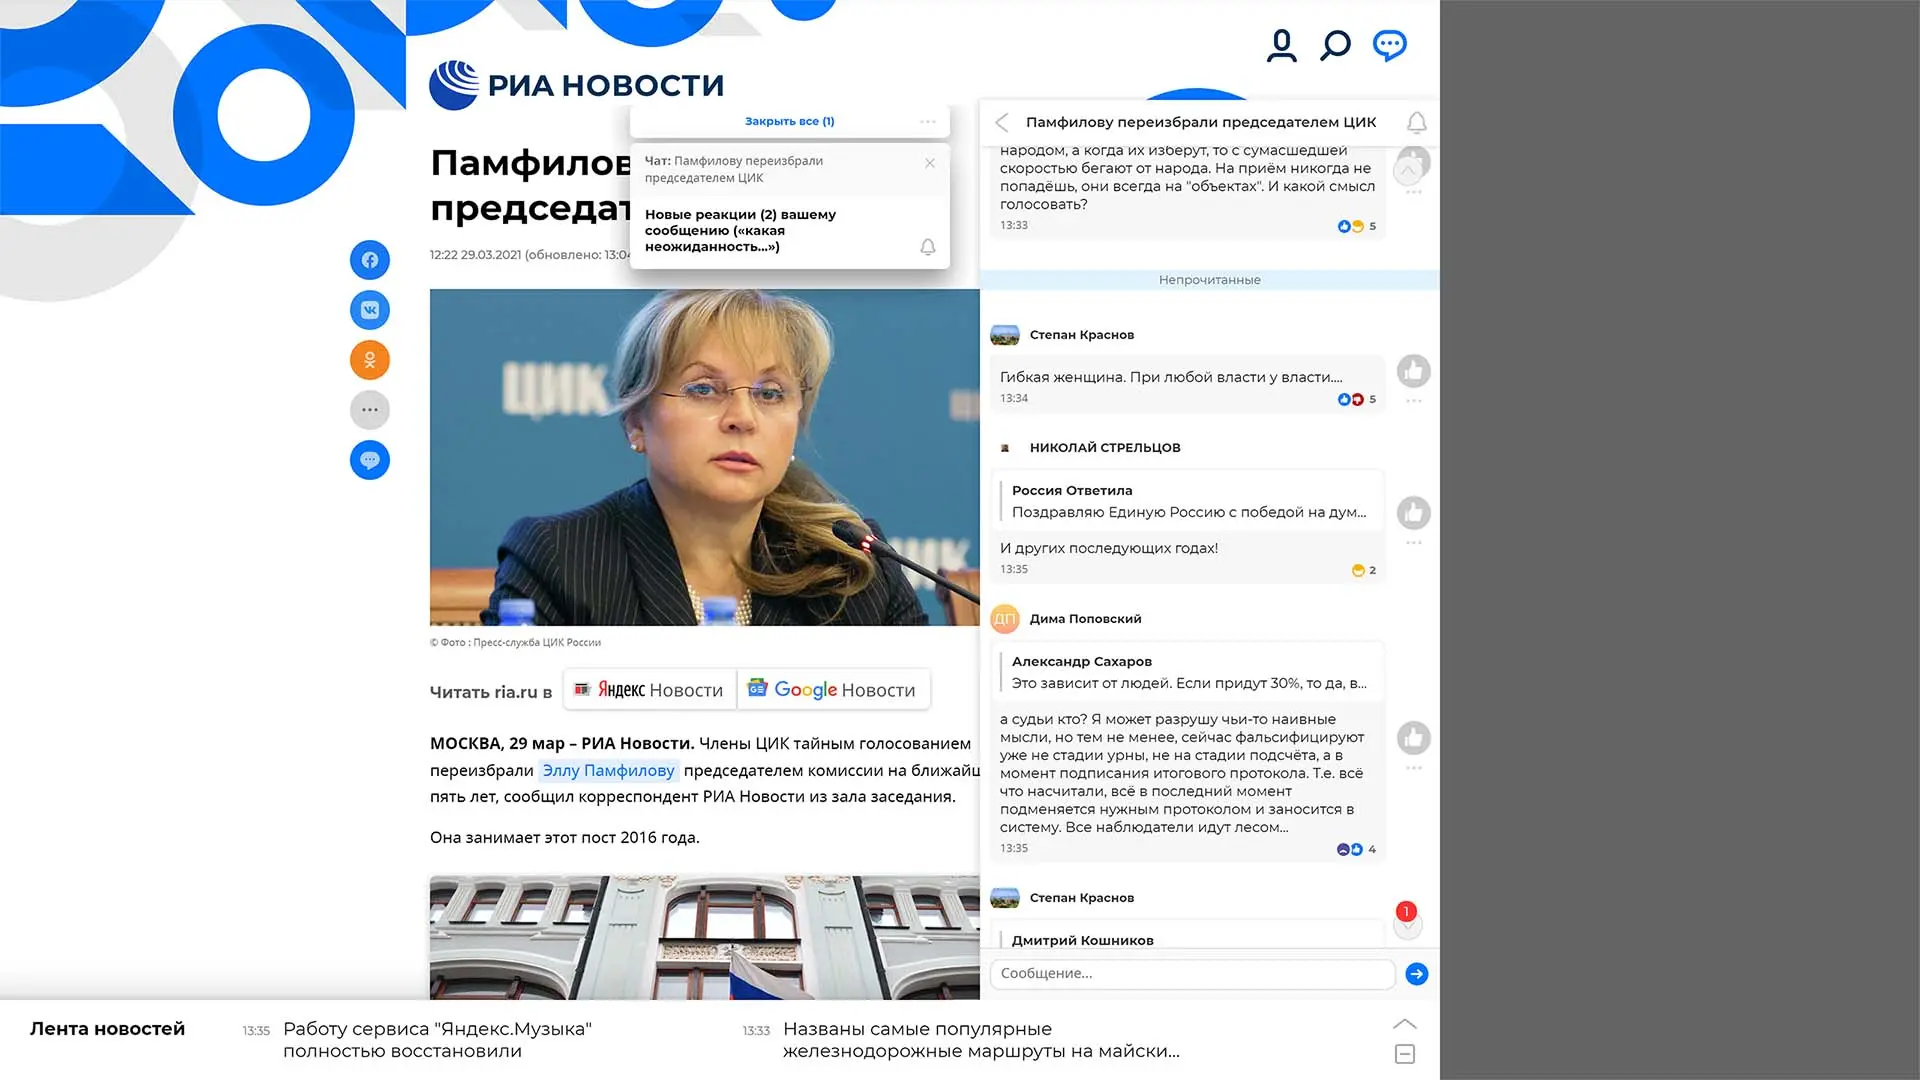 РИА НОВОСТИ
Закрыть все (1)
Чат: Памфилову переизбрали
председателем ЦИК
Новые реакции (2) вашему
сообщению («какая
неожиданность...»)
Памфилов
председат
12:22 29.03.2021 (обновлено: 13:04
ЦИК
ЦИК
© Фото : Пресс-служба ЦИК России
Читать ria.ru в
Яндекс Новости
Google Новости
МОСКВА, 29 мар – РИА Новости. Члены ЦИК тайным голосованием
переизбрали Эллу Памфилову председателем комиссии на ближайш
пять лет, сообщил корреспондент РИА Новости из зала заседания.
Она занимает этот пост 2016 года.
Памфилову переизбрали председателем ЦИК
народом, а когда их изберут, то с сумасшедшей
скоростью бегают от народа. На приём никогда не
попадёшь, они всегда на "объектах". И какой смысл
голосовать?
13:33
5
Непрочитанные
Степан Краснов
Гибкая женщина. При любой власти у власти....
13:34
5
НИКОЛАЙ СТРЕЛЬЦОВ
Россия Ответила
Поздравляю Единую Россию с победой на дум...
И других последующих годах!
13:35
2
ДП
Дима Поповский
Александр Сахаров
Это зависит от людей. Если придут 30%, то да, в...
а судьи кто? Я может разрушу чьи-то наивные
мысли, но тем не менее, сейчас фальсифицируют
уже не стадии урны, не на стадии подсчёта, а в
момент подписания итогового протокола. Т.е. всё
что насчитали, всё в последний момент
подменяется нужным протоколом и заносится в
систему. Все наблюдатели идут лесом...
13:35
4
Степан Краснов
1
Дмитрий Кошников
Сообщение...
Лента новостей
13:35
Работу сервиса "Яндекс.Музыка"
полностью восстановили
13:33
Названы самые популярные
железнодорожные маршруты на майски...